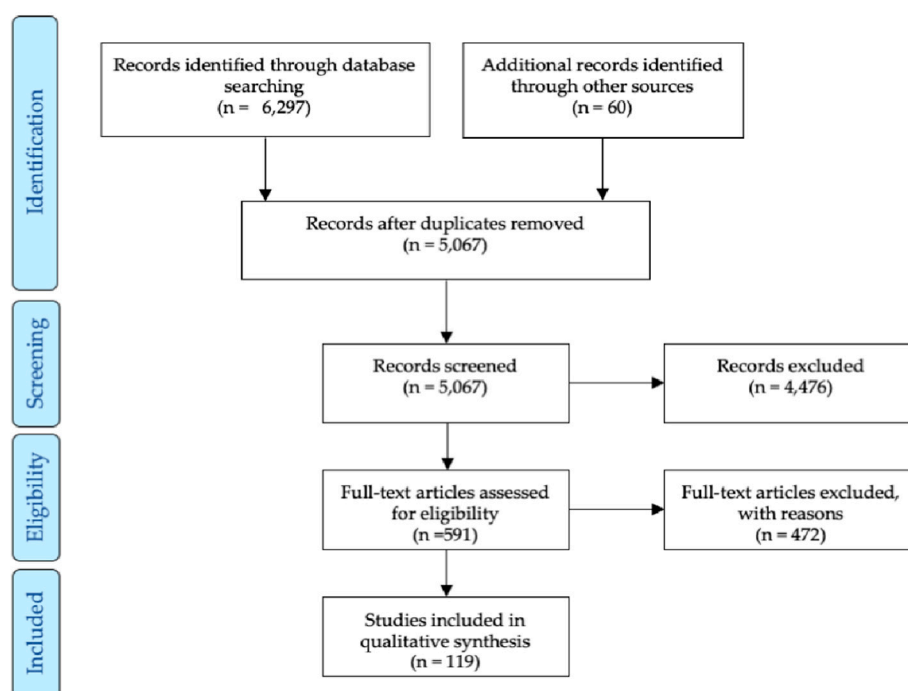 Identification
Records identified through database
searching
(n = 6,297)
Additional records identified
through other sources
(n = 60)
Records after duplicates removed
(n = 5,067)
Screening
Records screened
(n = 5,067)
Records excluded
(n = 4,476)
Eligibility
Full-text articles assessed
for eligibility
(n =591)
Full-text articles excluded,
with reasons
(n = 472)
Included
Studies included in
qualitative synthesis
(n = 119)